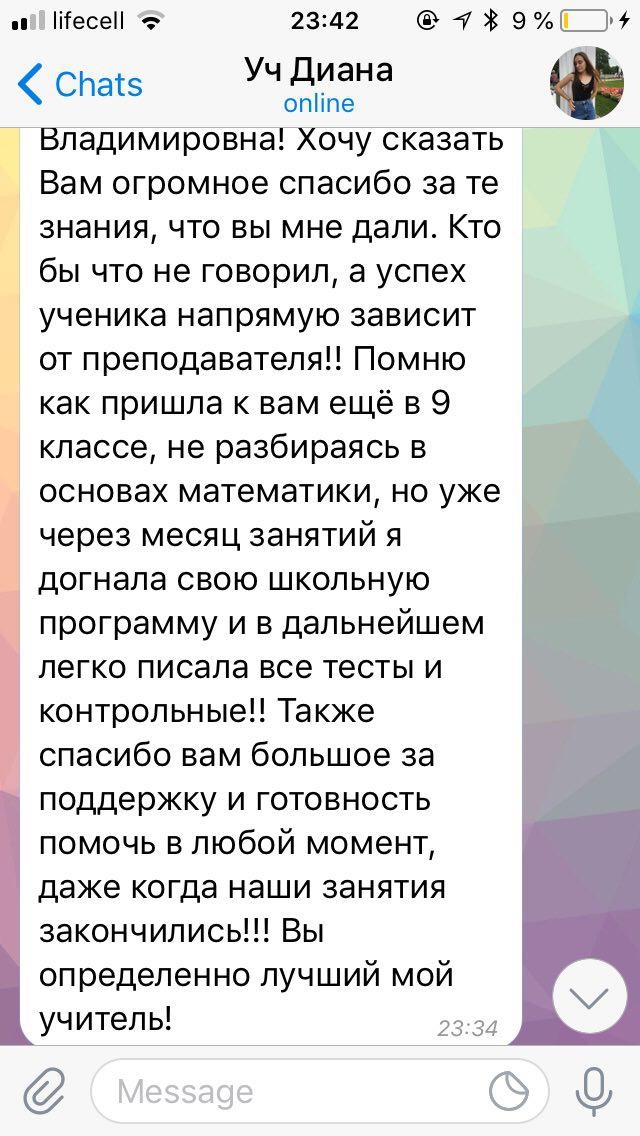 lifecell
23:42
9 %
Chats
Уч Диана
online
Владимировна! Хочу сказать
Вам огромное спасибо за те
знания, что вы мне дали. Кто
бы что не говорил, а успех
ученика напрямую зависит
от преподавателя!! Помню
как пришла к вам ещё в 9
классе, не разбираясь в
основах математики, но уже
через месяц занятий я
догнала свою школьную
программу и в дальнейшем
легко писала все тесты и
контрольные!! Также
спасибо вам большое за
поддержку и готовность
помочь в любой момент,
даже когда наши занятия
закончились!!! Вы
определенно лучший мой
учитель!
23:34
Message